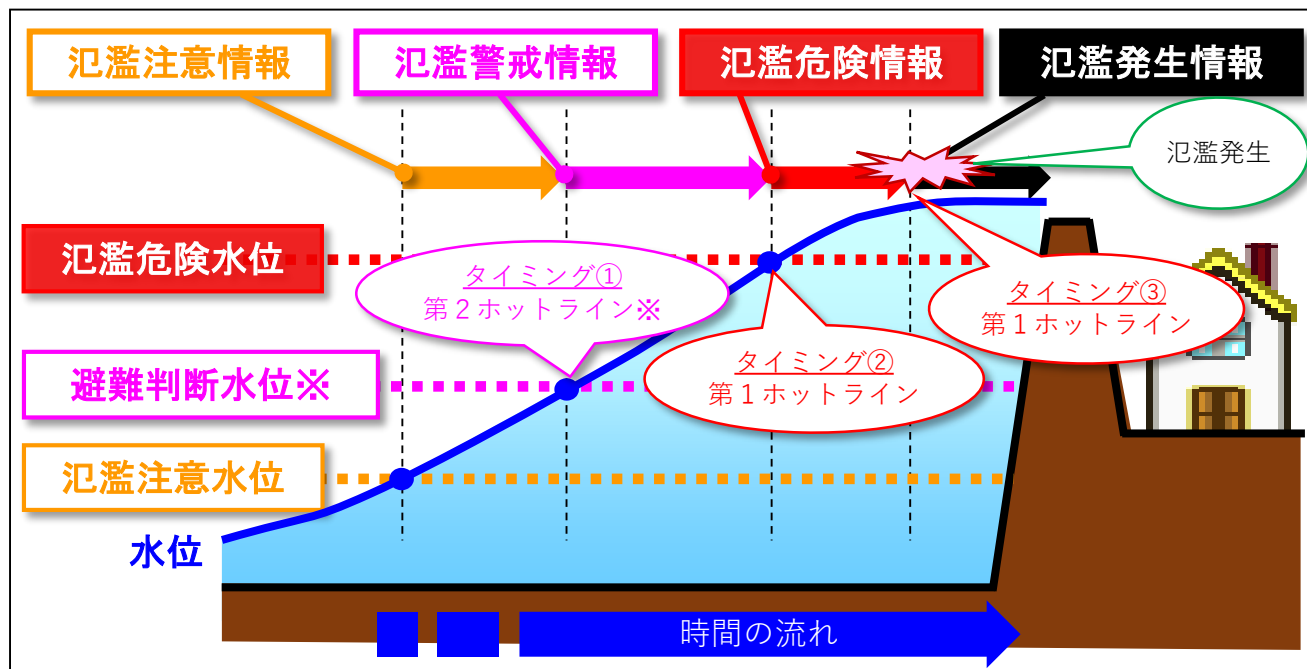 氾濫注意情報
氾濫警戒情報
氾濫危険情報
氾濫発生情報
氾濫発生
氾濫危険水位
タイミング①
第２ホットライン※
タイミング③
第１ホットライン
タイミング②
第１ホットライン
避難判断水位※
氾濫注意水位
水位
時間の流れ